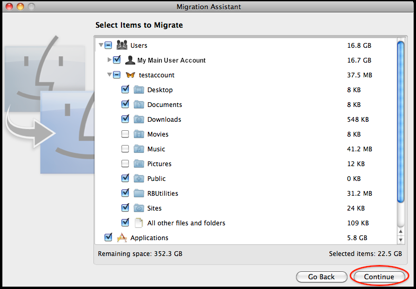 Migration Assistant
Select Items to Migrate
Users 16.8 GB
My Main User Account 16.7 GB
testaccount 37.5 MB
Desktop 8 KB
Documents 8 KB
Downloads 548 KB
Movies 8 KB
Music 41.2 MB
Pictures 12 KB
Public 0 KB
RBUtilities 31.2 MB
Sites 24 KB
All other files and folders 109 KB
Applications 5.8 GB
Remaining space: 352.3 GB Selected items: 22.5 GB
Go Back Continue